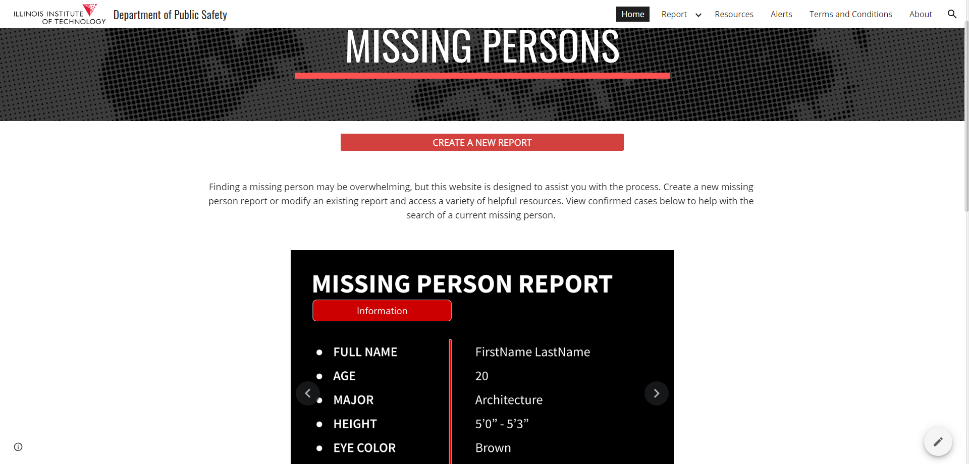 ILLINOIS INSTITUTE
OF TECHNOLOGY
Department of Public Safety
Home
Report
Resources
Alerts
Terms and Conditions
About
MISSING PERSONS
CREATE A NEW REPORT
Finding a missing person may be overwhelming, but this website is designed to assist you with the process. Create a new missing
person report or modify an existing report and access a variety of helpful resources. View confirmed cases below to help with the
search of a current missing person.
MISSING PERSON REPORT
Information
FULL NAME FirstName LastName
AGE 20
MAJOR Architecture
HEIGHT 5’0” - 5’3”
EYE COLOR Brown